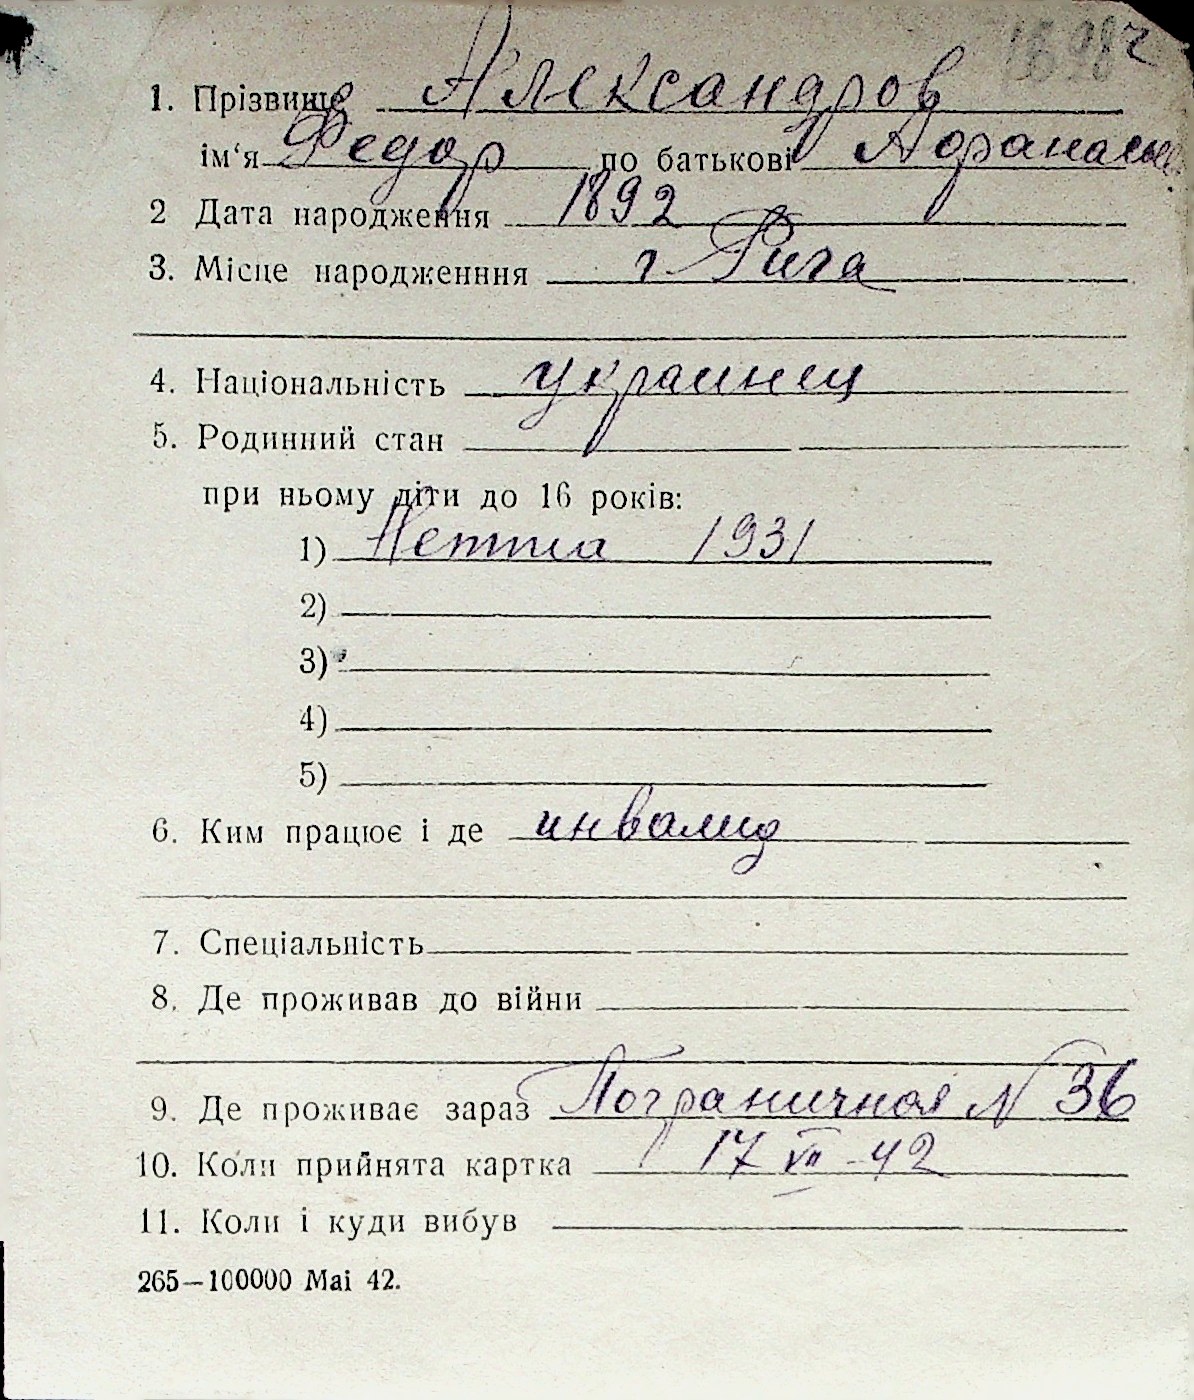 1. Прізвище Александров
ім'я Федор по батькові Афанасьев.
2 Дата народження 1892
3. Місце народженння г Рига
4. Національність украинец
5. Родинний стан
при ньому діти до 16 років:
1) 1931
2)
3)
4)
5)
6. Ким працює і де инвалид
7. Спеціальність
8. Де проживав до війни
9. Де проживає зараз Пограничная N 36
10. Коли прийнята картка 17 VII - 42
11. Коли і куди вибув
265—100000 Mai 42.